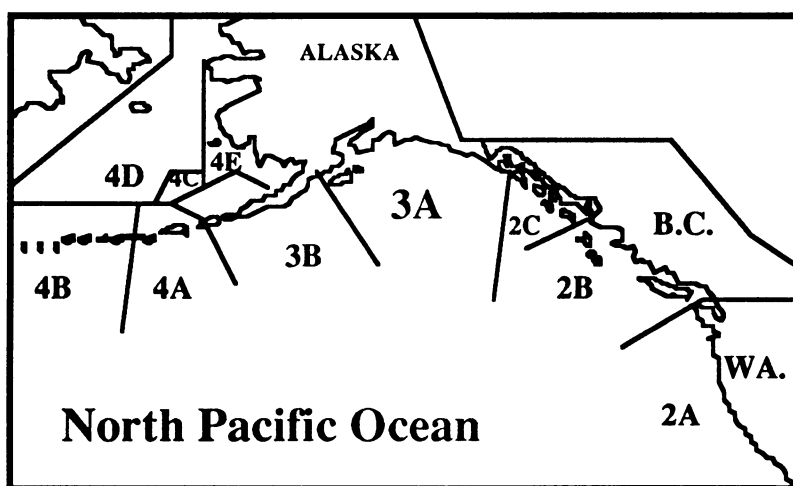 ALASKA
4D
4C
4E
3A
2C
B.C.
3B
4B
4A
2B
WA.
2A
North Pacific Ocean